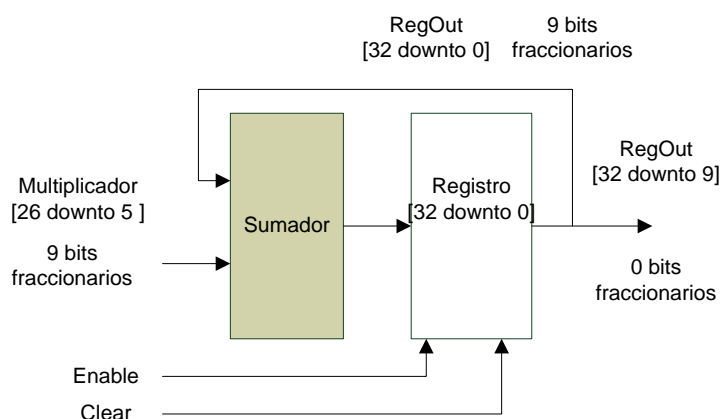 RegOut
[32 downto 0]
9 bits
fraccionarios
RegOut
[32 downto 9]
Multiplicador
[26 downto 5 ]
Registro
[32 downto 0]
Sumador
9 bits
fraccionarios
0 bits
fraccionarios
Enable
Clear